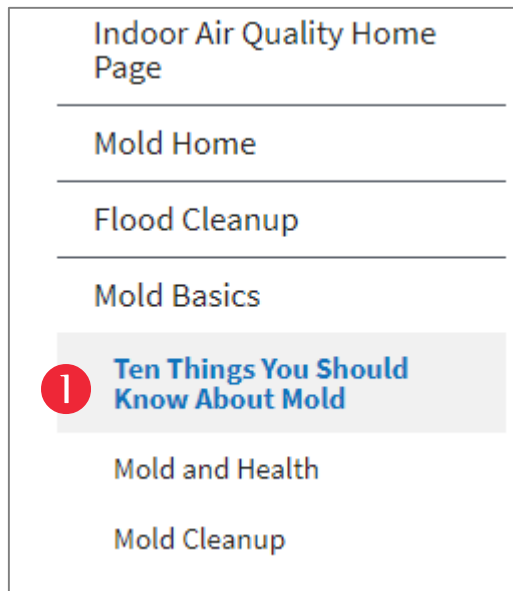 Indoor Air Quality Home
Page
Mold Home
Flood Cleanup
Mold Basics
1
Ten Things You Should
Know About Mold
Mold and Health
Mold Cleanup